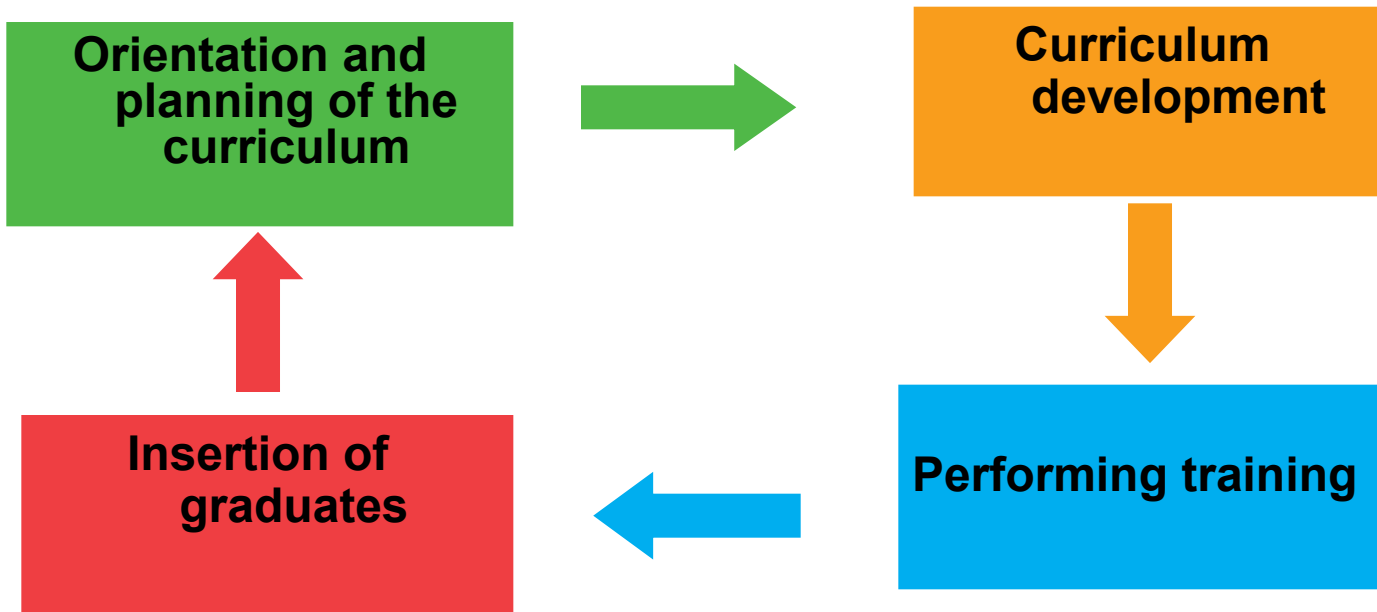 Orientation and
planning of the
curriculum
Curriculum
development
Insertion of
graduates
Performing training